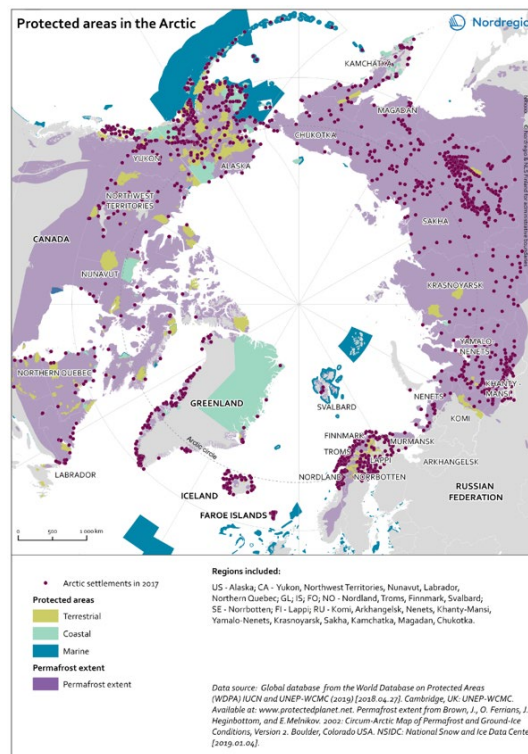 Protected areas in the Arctic
Nordregio
KAMCHATKA
MAGADAN
CHUKOTKA
YUKON
ALASKA
NORTHWEST
TERRITORIES
SAKHA
CANADA
NUNAVUT
KRASNOYARSK
YAMALO-
NENETS
NORTHERN QUEBEC
KHANTY-
MANSI
GREENLAND
SVALBARD
NENETS
KOMI
FINNMARK
MURMANSK
TROMS
LAPPI
Arctic circle
ARKHANGELSK
LABRADOR
NORDLAND
NORRBOTTEN
RUSSIAN
FEDERATION
ICELAND
FAROE ISLANDS
0 500 1 000 km
Arctic settlements in 2017
Protected areas
Terrestrial
Coastal
Marine
Permafrost extent
Permafrost extent
Regions included:
US - Alaska; CA - Yukon, Northwest Territories, Nunavut, Labrador,
Northern Quebec; GL; IS; FO; NO - Nordland, Troms, Finnmark, Svalbard;
SE - Norrbotten; FI - Lappi; RU - Komi, Arkhangelsk, Nenets, Khanty-Mansi,
Yamalo-Nenets, Krasnoyarsk, Sakha, Kamchatka, Magadan, Chukotka.
Data source: Global database from the World Database on Protected Areas
(WDPA) IUCN and UNEP-WCMC (2019) [2018.04.27]. Cambridge, UK: UNEP-WCMC.
Available at: www.protectedplanet.net. Permafrost extent from Brown, J., O. Ferrians, J.
Heginbottom, and E.Melnikov. 2002: Circum-Arctic Map of Permafrost and Ground-Ice
Conditions, Version 2. Boulder, Colorado USA. NSIDC: National Snow and Ice Data Cente
[2019.01.04].